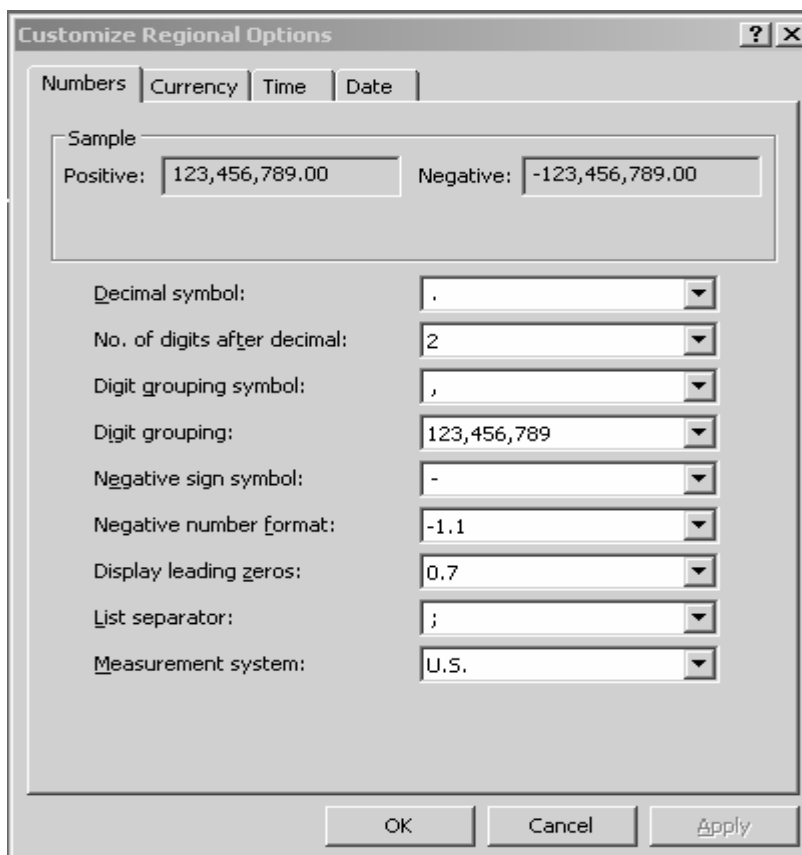 Customize Regional Options
Numbers Currency Time Date
Sample
Positive: 123,456,789.00 Negative: -123,456,789.00
Decimal symbol: .
No. of digits after decimal: 2
Digit grouping symbol: ,
Digit grouping: 123,456,789
Negative sign symbol: -
Negative number format: -1.1
Display leading zeros: 0.7
List separator: ;
Measurement system: U.S.
OK Cancel Apply